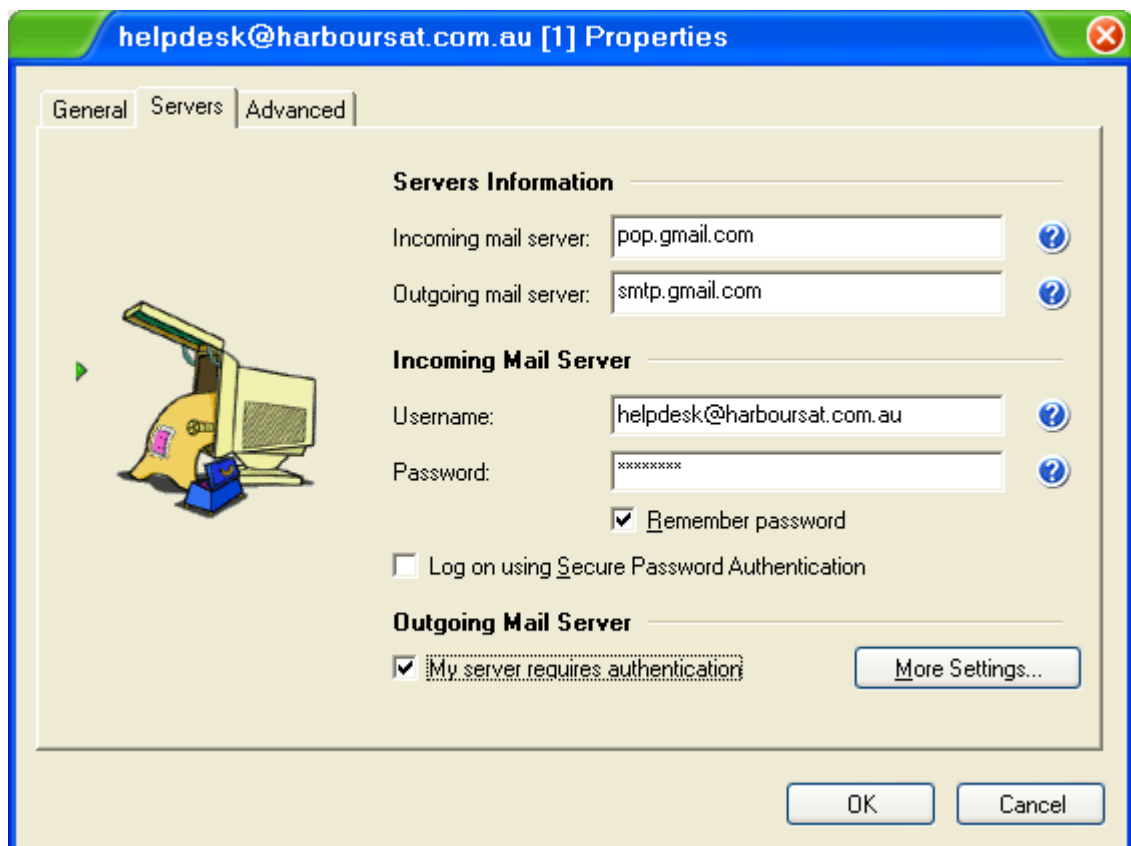 helpdesk@harboursat.com.au [1] Properties
General Servers Advanced
Servers Information
Incoming mail server: pop.gmail.com
Outgoing mail server: smtp.gmail.com
Incoming Mail Server
Username: helpdesk@harboursat.com.au
Password: ********
Remember password
Log on using Secure Password Authentication
Outgoing Mail Server
My server requires authentication More Settings...
OK Cancel